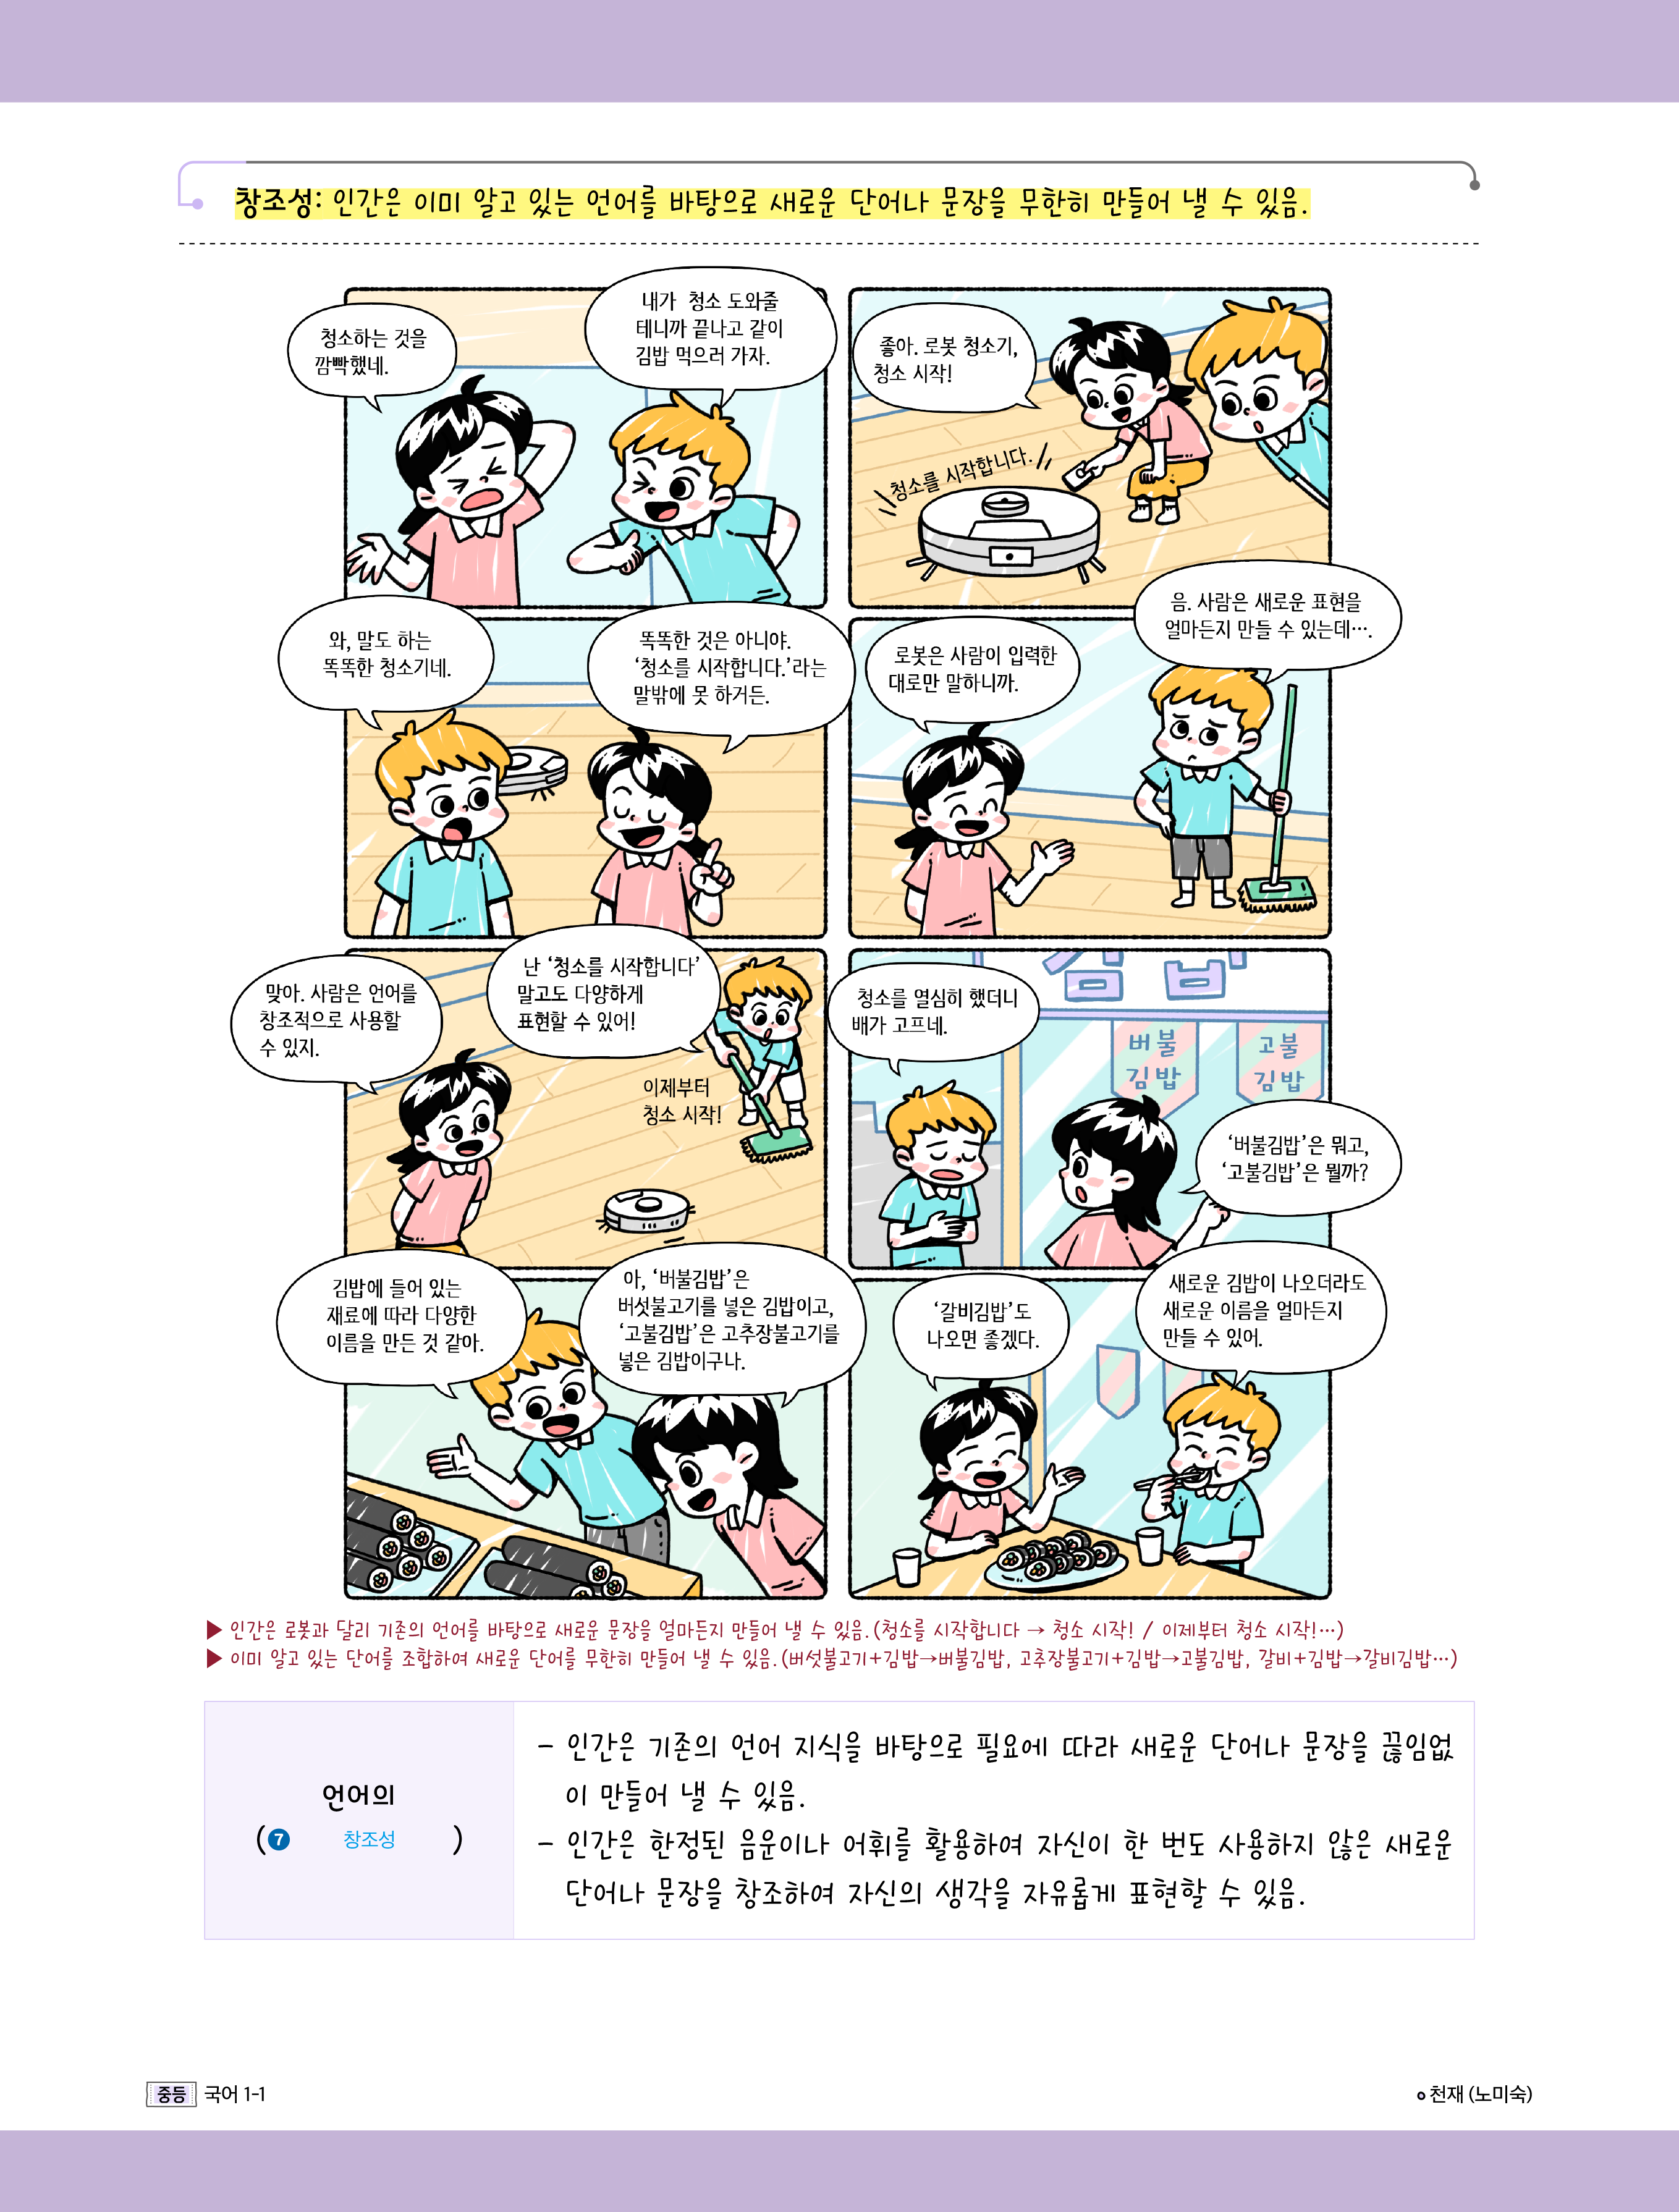 창조성: 인간은 이미 알고 있는 언어를 바탕으로 새로운 단어나 문장을 무한히 만들어 낼 수 있음.
청소하는 것을
깜빡했네.
내가 청소 도와줄
테니까 끝나고 같이
김밥 먹으러 가자.
좋아. 로봇 청소기,
청소 시작!
청소를 시작합니다.
와, 말도 하는
똑똑한 청소기네.
똑똑한 것은 아니야.
‘청소를 시작합니다.’라는
말밖에 못 하거든.
로봇은 사람이 입력한
대로만 말하니까.
음. 사람은 새로운 표현을
얼마든지 만들 수 있는데….
맞아. 사람은 언어를
창조적으로 사용할
수 있지.
난 ‘청소를 시작합니다’
말고도 다양하게
표현할 수 있어!
이제부터
청소 시작!
청소를 열심히 했더니
배가 고프네.
김밥
버불
김밥
고불
김밥
‘버불김밥’은 뭐고,
‘고불김밥’은 뭘까?
김밥에 들어 있는
재료에 따라 다양한
이름을 만든 것 같아.
아, ‘버불김밥’은
버섯불고기를 넣은 김밥이고,
‘고불김밥’은 고추장불고기를
넣은 김밥이구나.
‘갈비김밥’도
나오면 좋겠다.
새로운 김밥이 나오더라도
새로운 이름을 얼마든지
만들 수 있어.
▶ 인간은 로봇과 달리 기존의 언어를 바탕으로 새로운 문장을 얼마든지 만들어 낼 수 있음.(청소를 시작합니다 → 청소 시작! / 이제부터 청소 시작!…)
▶ 이미 알고 있는 단어를 조합하여 새로운 단어를 무한히 만들어 낼 수 있음.(버섯불고기+김밥→버불김밥, 고추장불고기+김밥→고불김밥, 갈비+김밥→갈비김밥…)
언어의
(7 창조성 )
- 인간은 기존의 언어 지식을 바탕으로 필요에 따라 새로운 단어나 문장을 끊임없
이 만들어 낼 수 있음.
- 인간은 한정된 음운이나 어휘를 활용하여 자신이 한 번도 사용하지 않은 새로운
단어나 문장을 창조하여 자신의 생각을 자유롭게 표현할 수 있음.
중등 국어 1-1
천재 (노미숙)